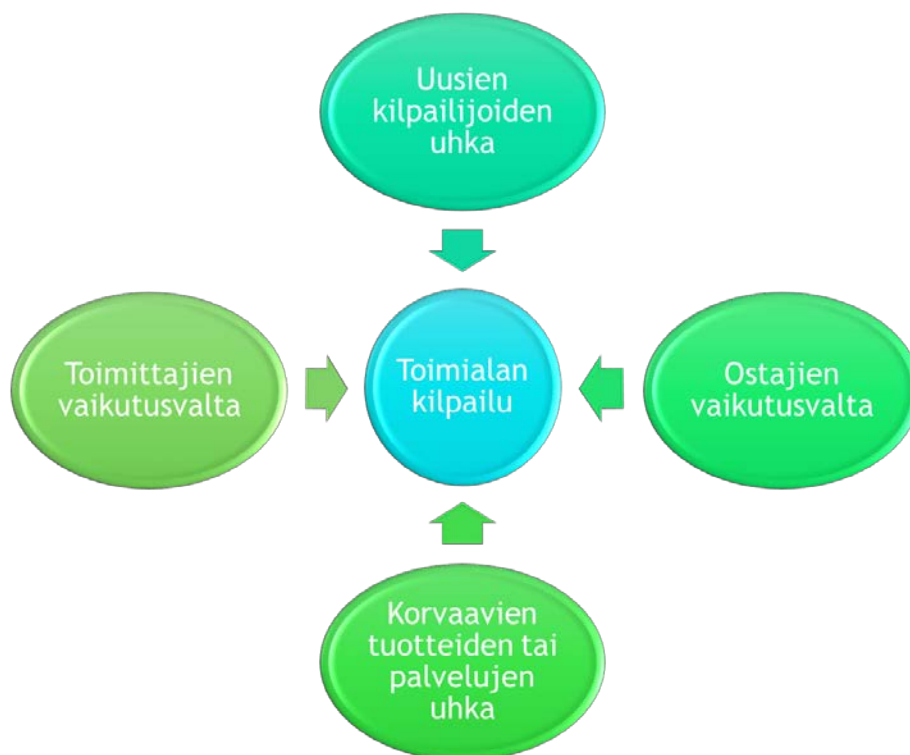 Uusien
kilpailijoiden
uhka
Toimittajien
vaikutusvalta
Toimialan
kilpailu
Ostajien
vaikutusvalta
Korvaavien
tuotteiden tai
palvelujen
uhka